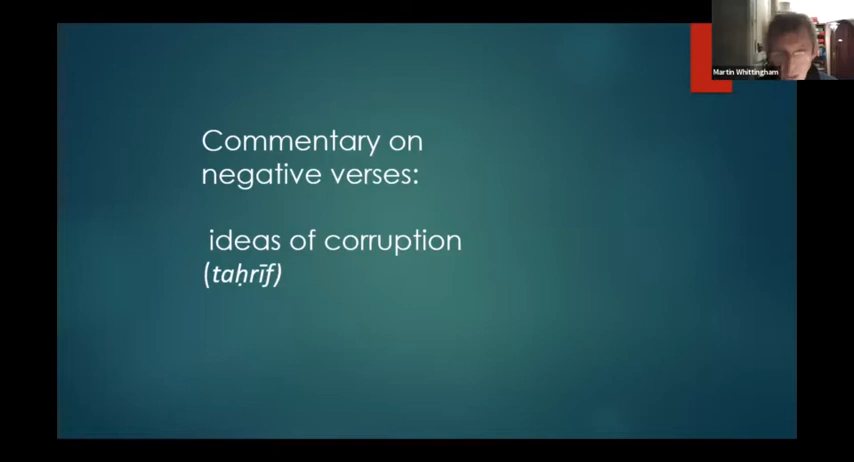 Martin Whittingham
Commentary on
negative verses:
ideas of corruption
(taḥrīf)